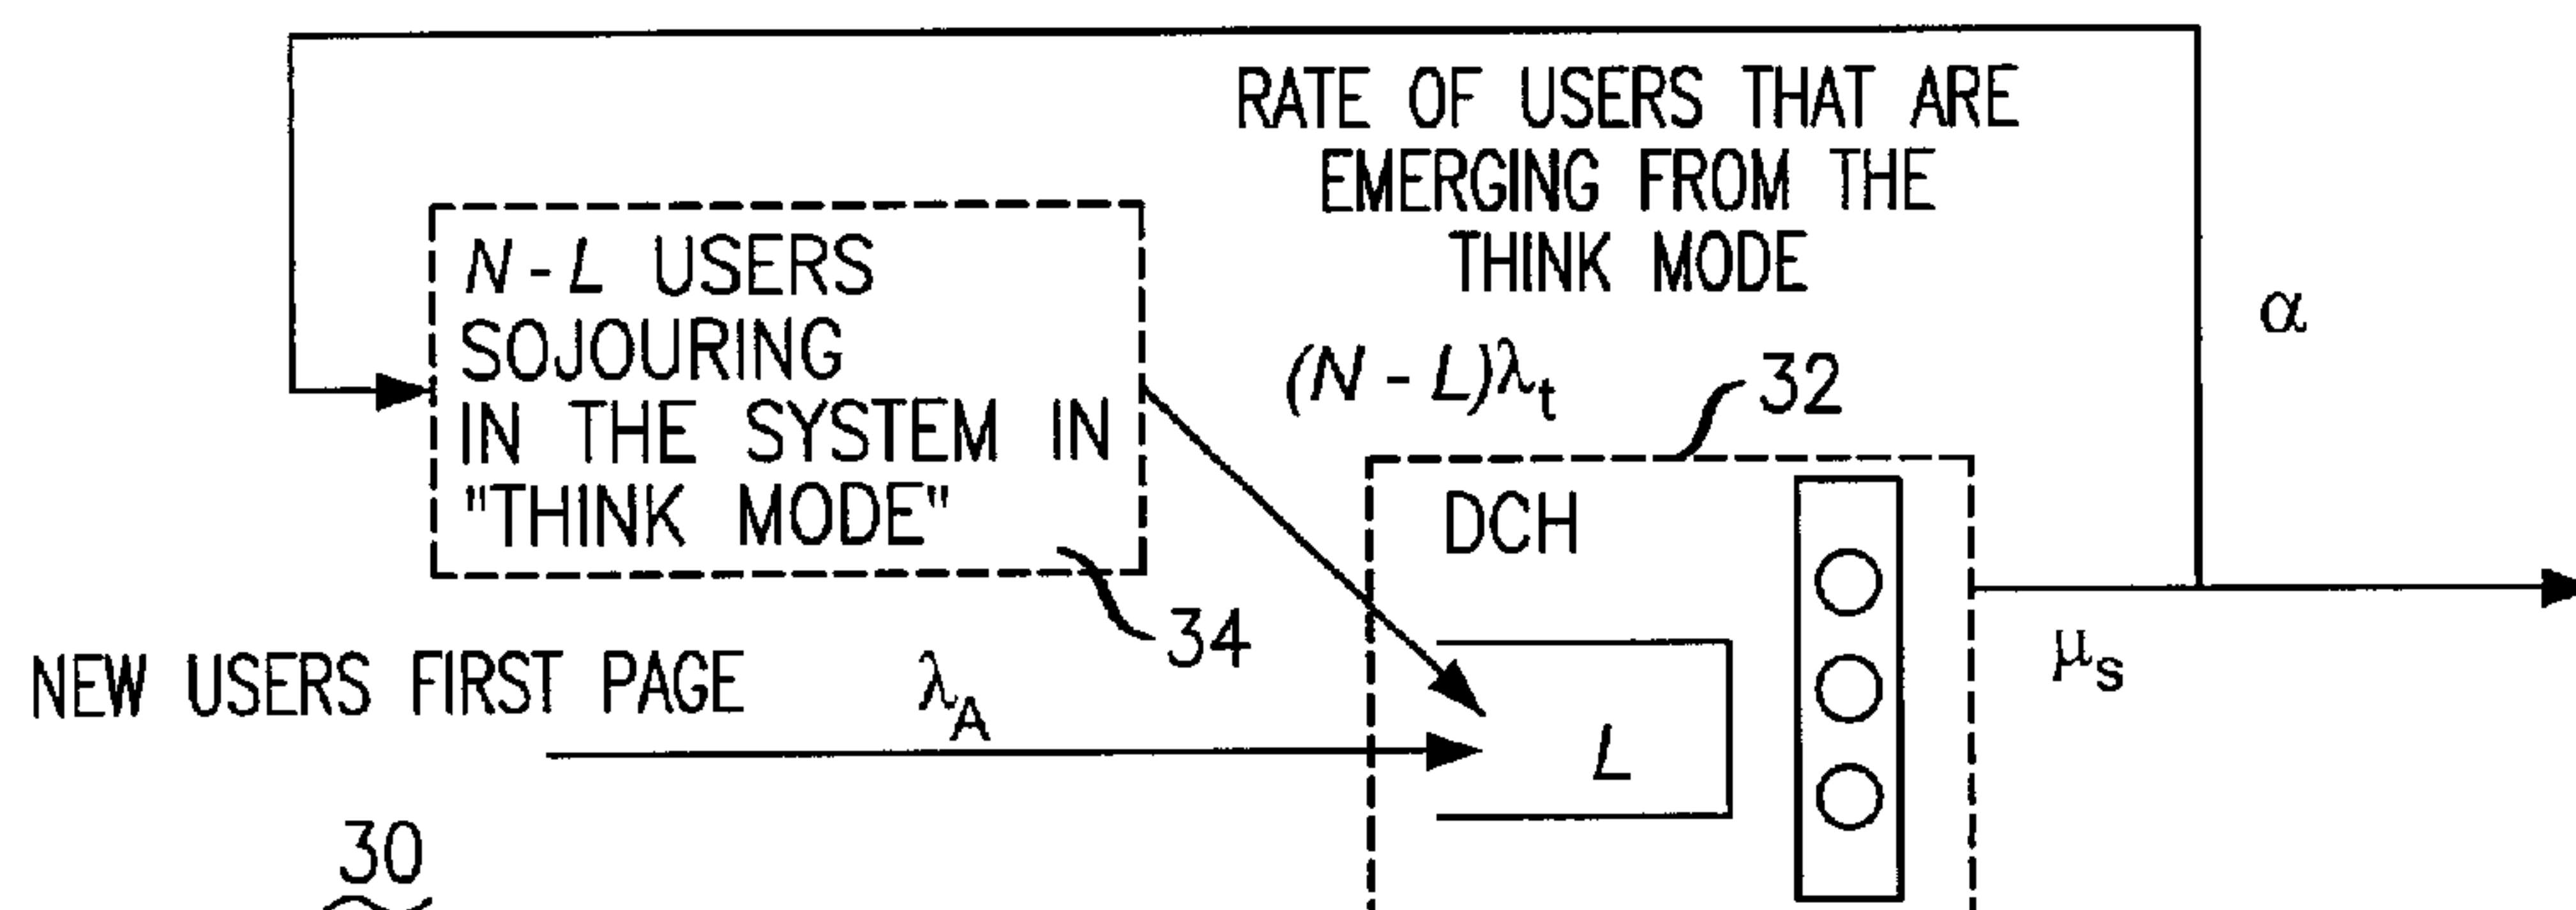 RATE OF USERS THAT ARE
EMERGING FROM THE
THINK MODE
α
N-L USERS
SOJOURING
IN THE SYSTEM IN
"THINK MODE"
(N - L)λt
32
DCH
34
μs
NEW USERS FIRST PAGE λA
L
30